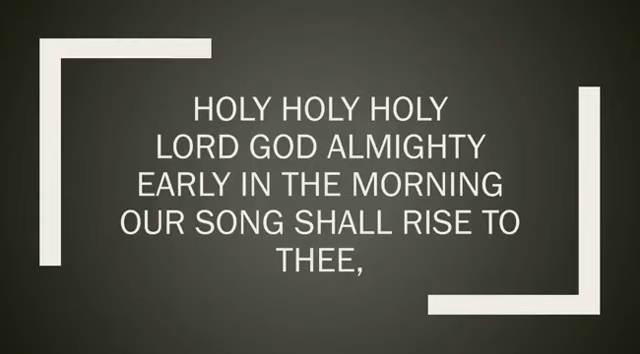 HOLY HOLY HOLY
LORD GOD ALMIGHTY
EARLY IN THE MORNING
OUR SONG SHALL RISE TO
THEE,